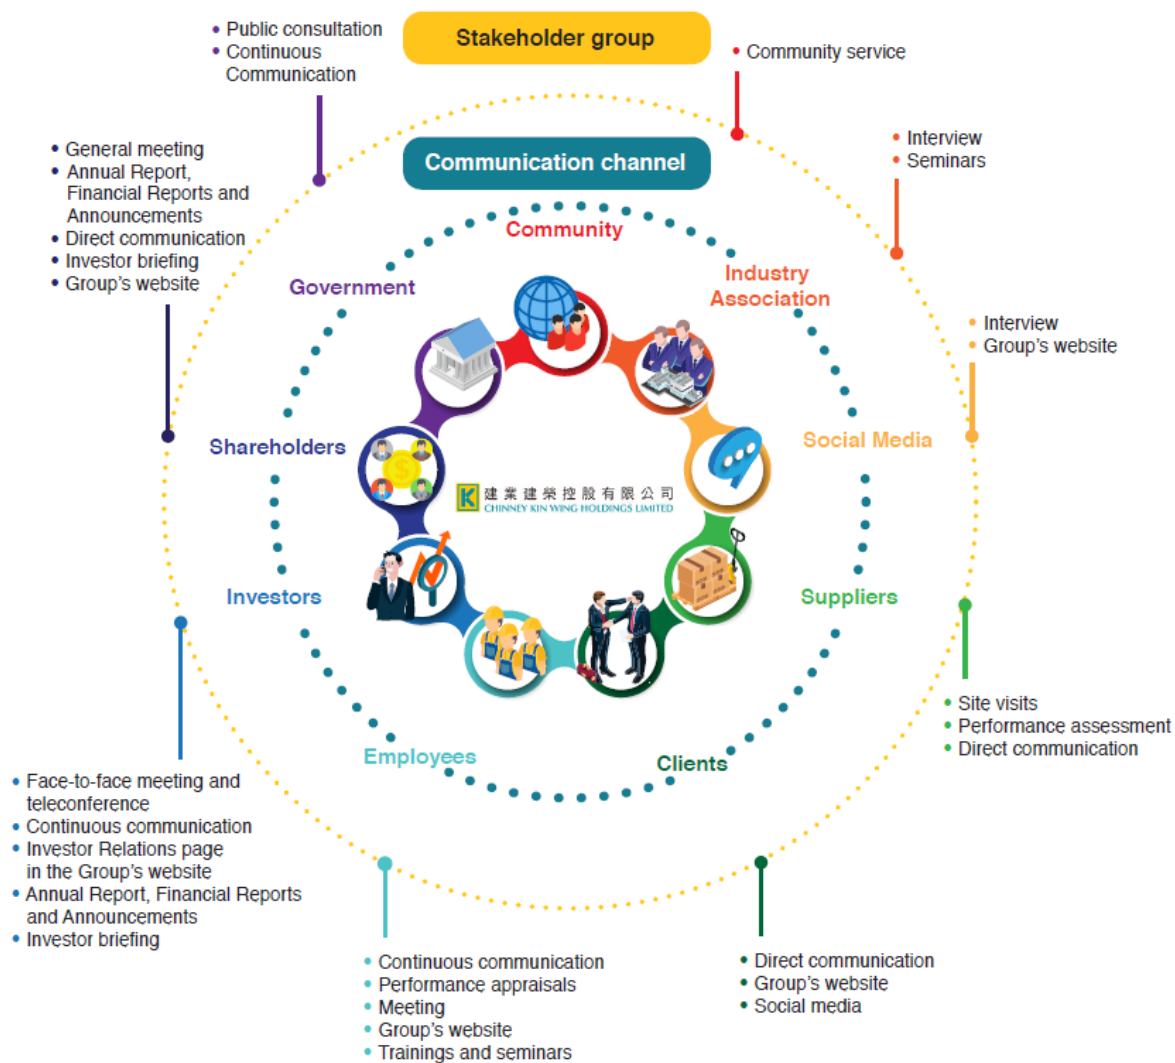 Stakeholder group
Communication channel
• Public consultation
• Continuous
Communication
• Community service
• General meeting
• Annual Report,
Financial Reports and
Announcements
• Direct communication
• Investor briefing
• Group's website
• Interview
• Seminars
• Interview
• Group's website
Community
Government
Industry
Association
Shareholders
Social Media
建業建榮控股有限公司
CHINNEY KIN WING HOLDINGS LIMITED
Investors
Suppliers
Employees
Clients
• Site visits
• Performance assessment
• Direct communication
• Face-to-face meeting and
teleconference
• Continuous communication
• Investor Relations page
in the Group's website
• Annual Report, Financial Reports
and Announcements
• Investor briefing
• Continuous communication
• Performance appraisals
• Meeting
• Group's website
• Trainings and seminars
• Direct communication
• Group's website
• Social media